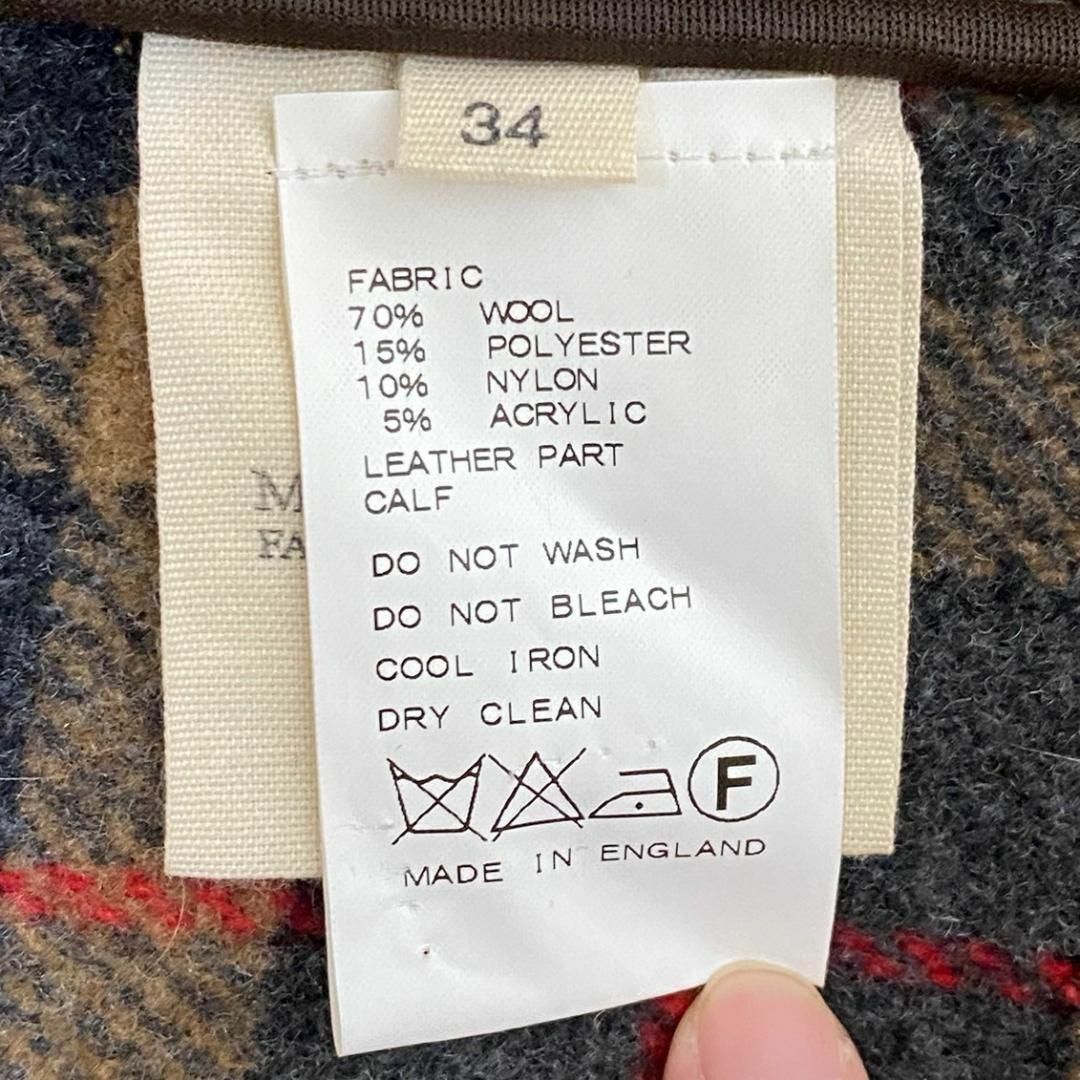 34
FABRIC
70% WOOL
15% POLYESTER
10% NYLON
5% ACRYLIC
LEATHER PART
CALF
DO NOT WASH
DO NOT BLEACH
COOL IRON
DRY CLEAN
F
MADE IN ENGLAND